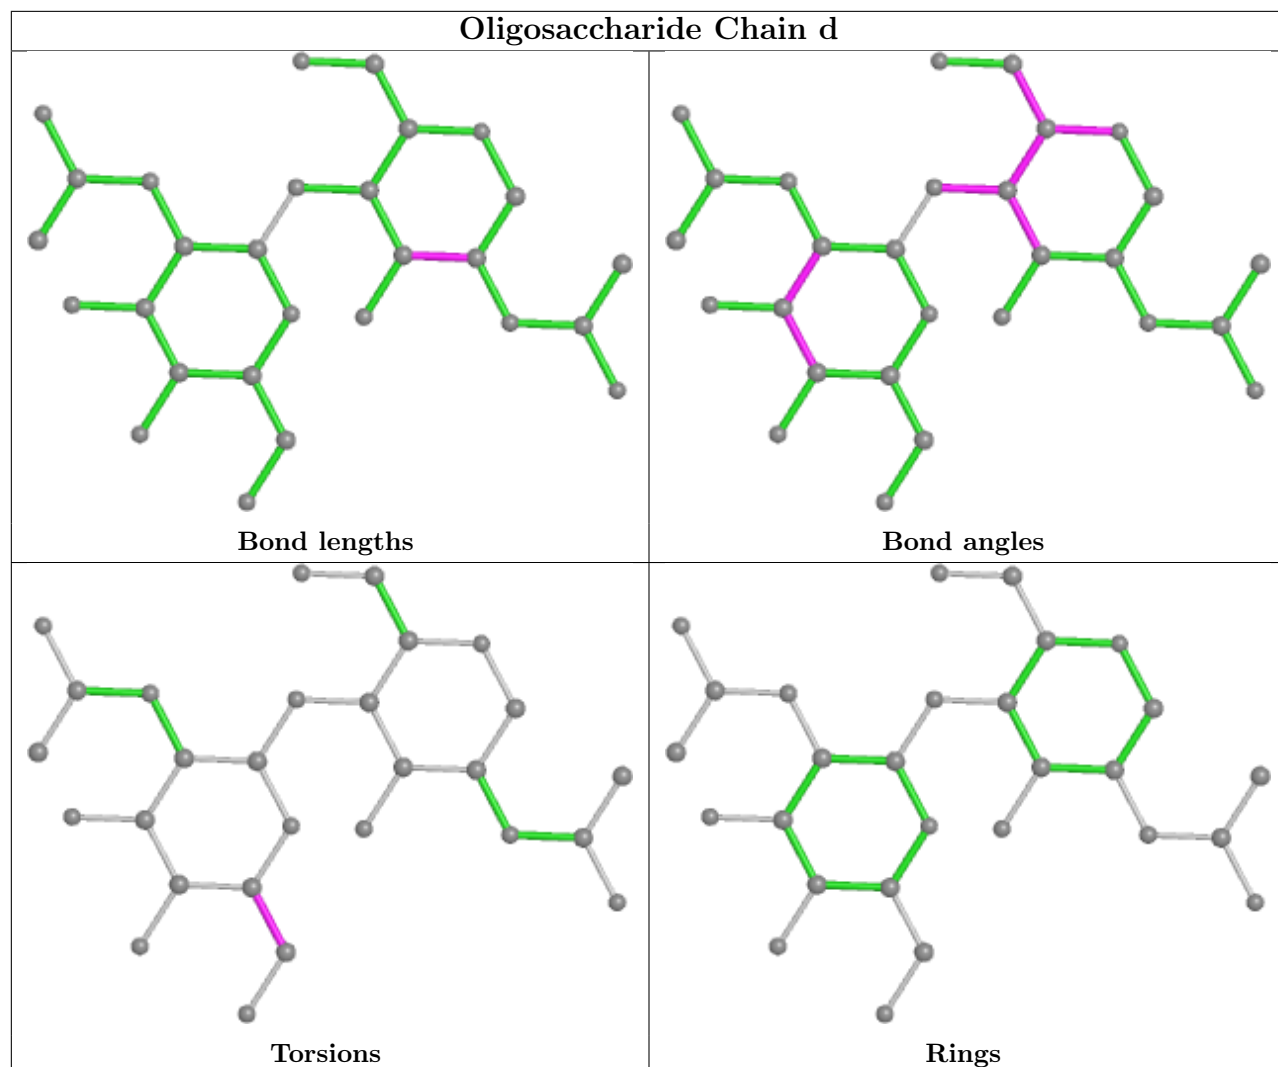 Oligosaccharide Chain d
Bond lengths
Bond angles
Torsions
Rings